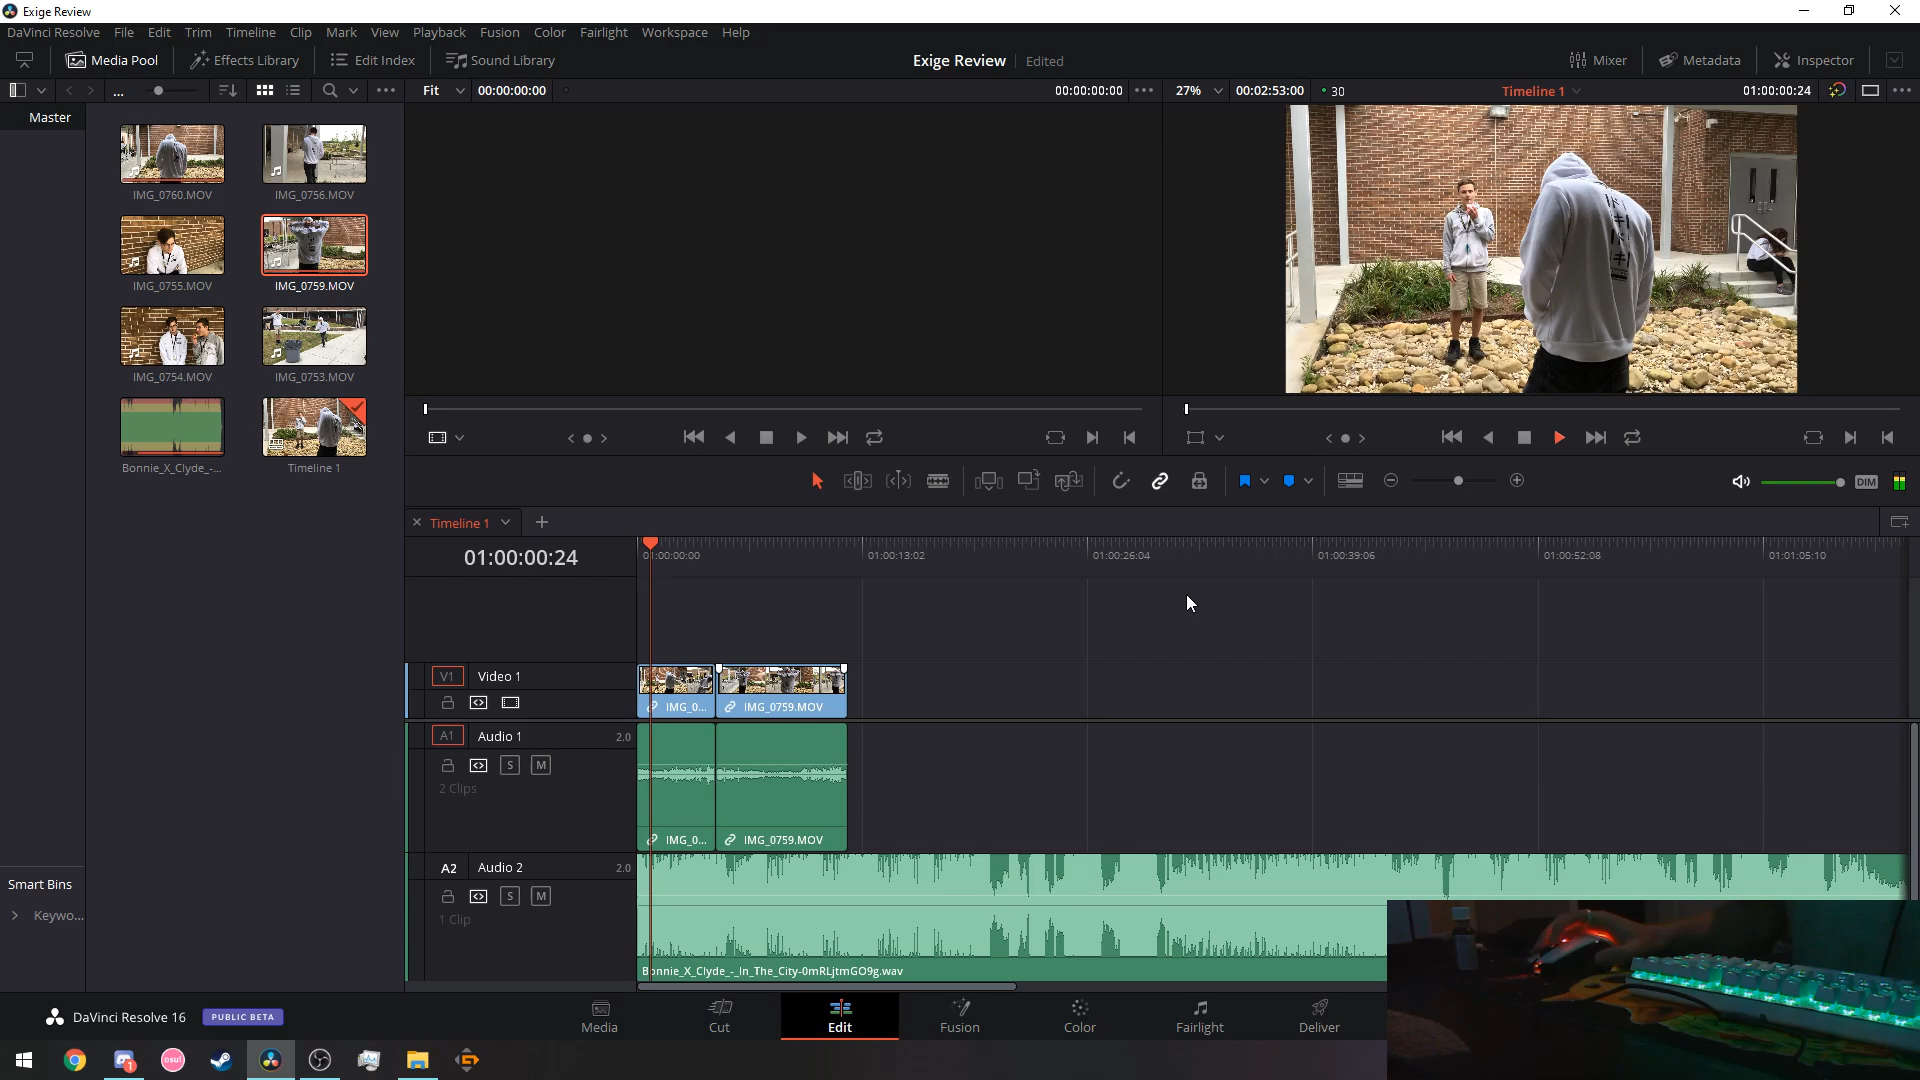 Exige Review
DaVinci Resolve File Edit Trim Timeline Clip Mark View Playback Fusion Color Fairlight Workspace Help
Media Pool Effects Library Edit Index Sound Library Exige Review Edited Mixer Metadata Inspector
... Fit 00:00:00:00 00:00:00:00 27% 00:02:53:00 30 Timeline 1 01:00:00:24
Master
IMG_0760.MOV IMG_0756.MOV
IMG_0755.MOV IMG_0759.MOV
IMG_0754.MOV IMG_0753.MOV
Bonnie_X_Clyde_-... Timeline 1
ドキドキ
DIM
Timeline 1
01:00:00:24 01:00:00:00 01:00:13:02 01:00:26:04 01:00:39:06 01:00:52:08 01:01:05:10
V1 Video 1
IMG_0... IMG_0759.MOV
A1 Audio 1 2.0
S M
2 Clips
IMG_0... IMG_0759.MOV
A2 Audio 2 2.0
S M
1 Clip
Bonnie_X_Clyde_-_In_The_City-0mRLjtmGO9g.wav
Smart Bins
Keywo...
DaVinci Resolve 16 PUBLIC BETA
Media Cut Edit Fusion Color Fairlight Deliver
1 osu!